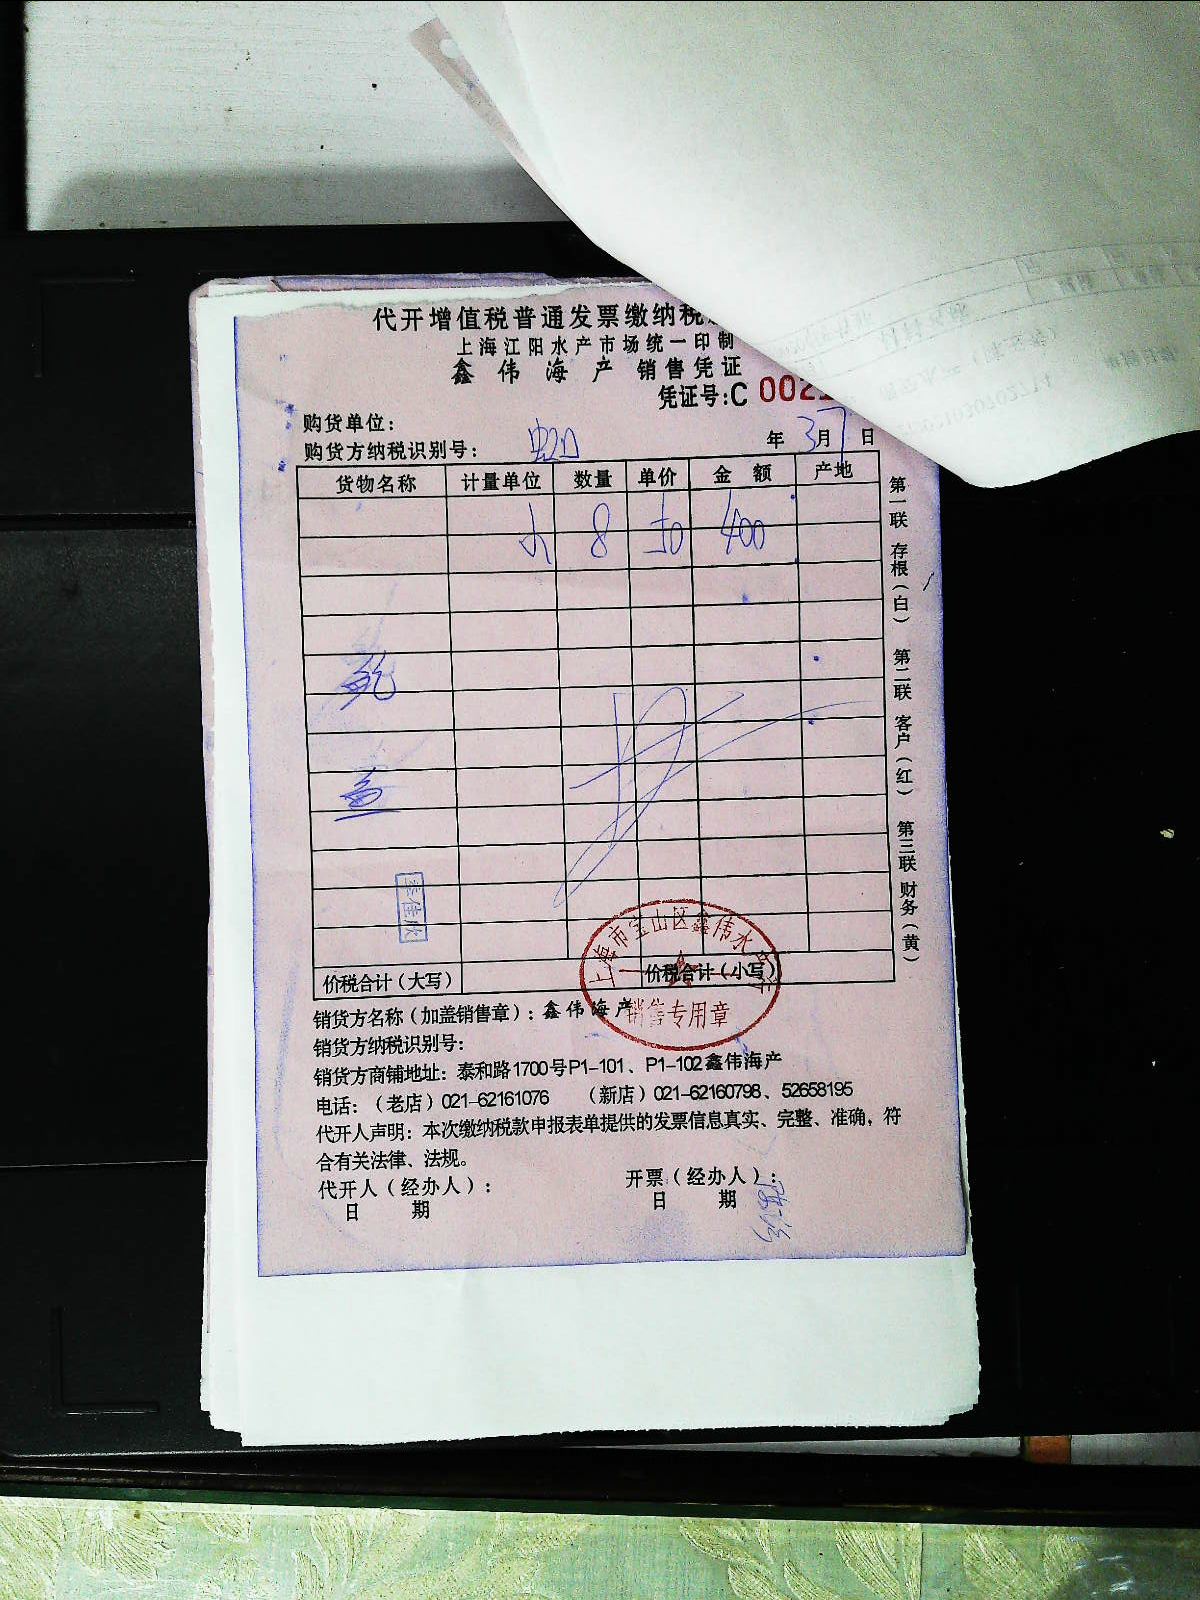 代开增值税普通发票缴纳税
上海江阳水产市场统一印制
鑫伟海产 销售凭证
凭证号:C 002
购货单位:
购货方纳税识别号: 虹口 年 3月7日
货物名称 计量单位 数量 单价 金额 产地
8 50 400
鲍
李佳欣
价税合计(大写) 价税合计(小写)
上海市宝山区鑫伟水产
销售专用章
销货方名称(加盖销售章):鑫伟海产
销货方纳税识别号:
销货方商铺地址:泰和路1700号P1-101、P1-102鑫伟海产
电话:(老店)021-62161076 (新店)021-62160798、52658195
代开人声明:本次缴纳税款申报表单提供的发票信息真实、完整、准确,符
合有关法律、法规。
代开人(经办人): 开票(经办人):
日 期 日 期
第一联 存根(白) 第二联 客户(红) 第三联 财务(黄)